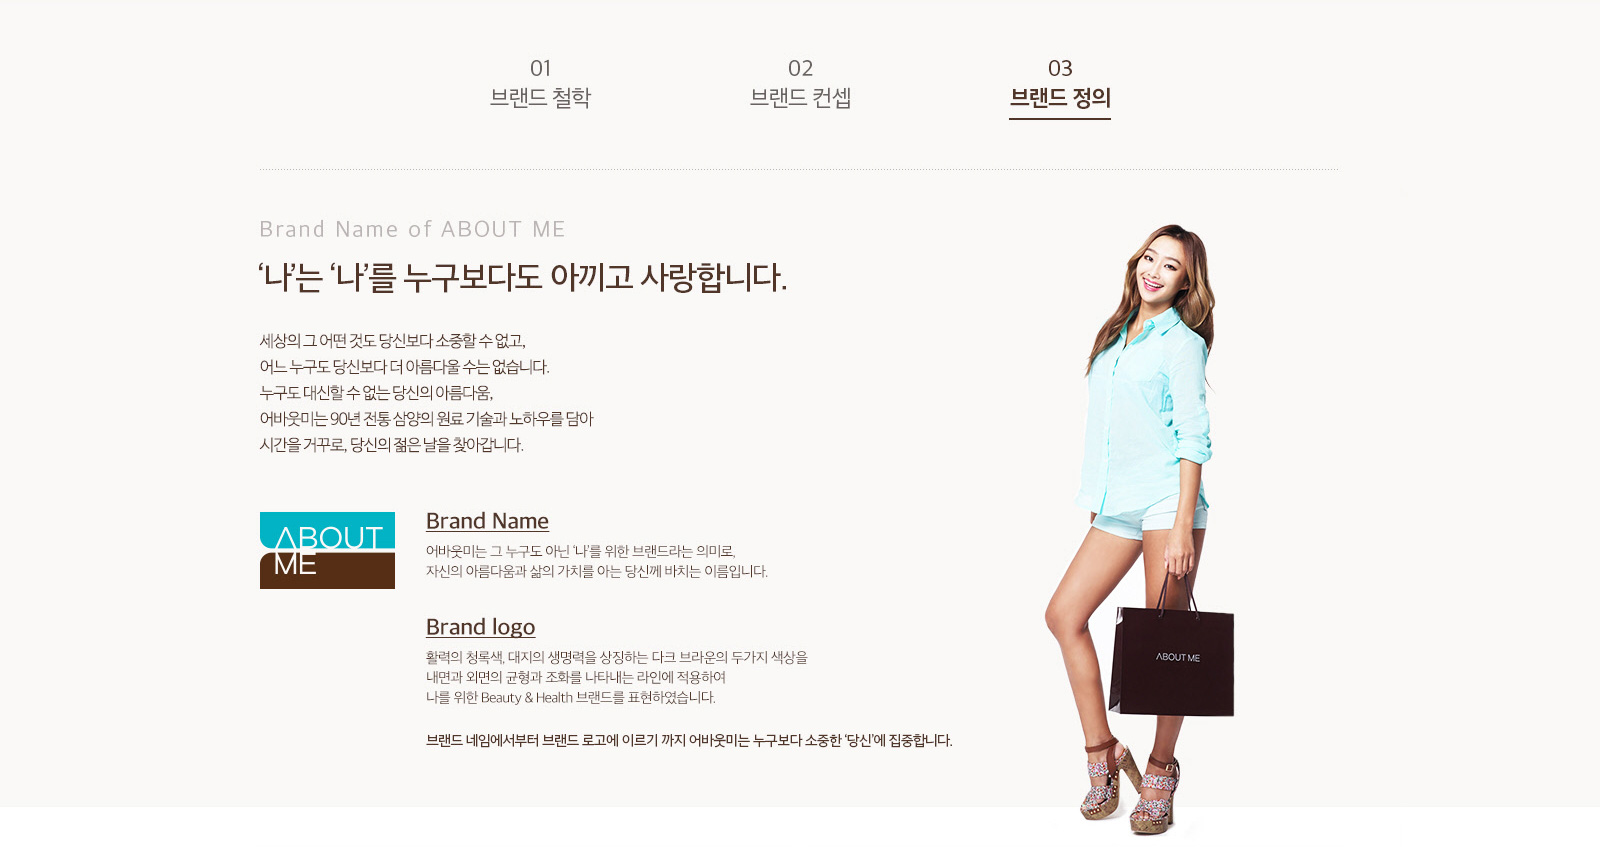 01
브랜드 철학
02
브랜드 컨셉
03
브랜드 정의
Brand Name of ABOUT ME
‘나’는 ‘나’를 누구보다도 아끼고 사랑합니다.
세상의 그 어떤 것도 당신보다 소중할 수 없고,
어느 누구도 당신보다 더 아름다울 수는 없습니다.
누구도 대신할 수 없는 당신의 아름다움,
어바웃미는 90년 전통 삼양의 원료 기술과 노하우를 담아
시간을 거꾸로, 당신의 젊은 날을 찾아갑니다.
ABOUT
ME
Brand Name
어바웃미는 그 누구도 아닌 ‘나’를 위한 브랜드라는 의미로,
자신의 아름다움과 삶의 가치를 아는 당신께 바치는 이름입니다.
Brand logo
활력의 청록색, 대지의 생명력을 상징하는 다크 브라운의 두가지 색상을
내면과 외면의 균형과 조화를 나타내는 라인에 적용하여
나를 위한 Beauty & Health 브랜드를 표현하였습니다.
브랜드 네임에서부터 브랜드 로고에 이르기 까지 어바웃미는 누구보다 소중한 ‘당신’에 집중합니다.
ABOUT ME